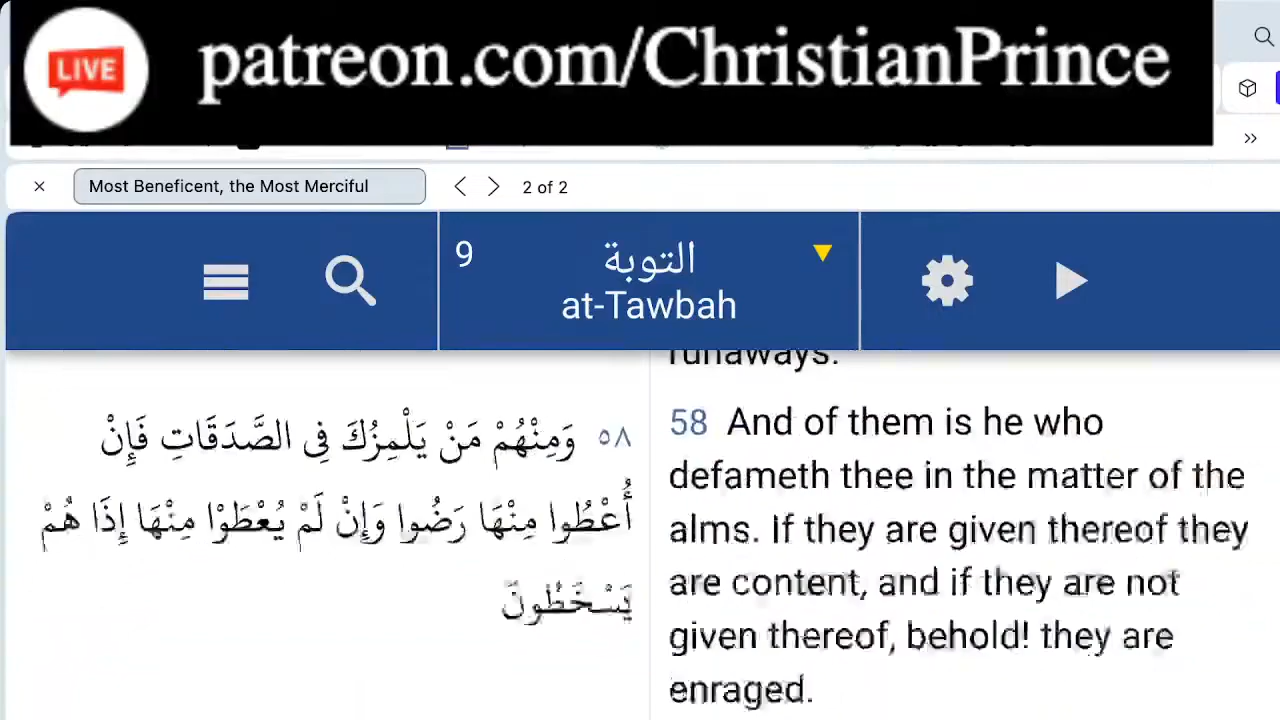 LIVE
patreon.com/ChristianPrince
Most Beneficent, the Most Merciful
2 of 2
9
التوبة
at-Tawbah
runaways.
٥٨ وَمِنْهُمْ مَنْ يَلْمِزُكَ فِى الصَّدَقَاتِ فَإِنْ
أُعْطُوا مِنْهَا رَضُوا وَإِنْ لَمْ يُعْطَوْا مِنْهَا إِذَا هُمْ
يَسْخَطُونَ
58 And of them is he who
defameth thee in the matter of the
alms. If they are given thereof they
are content, and if they are not
given thereof, behold! they are
enraged.